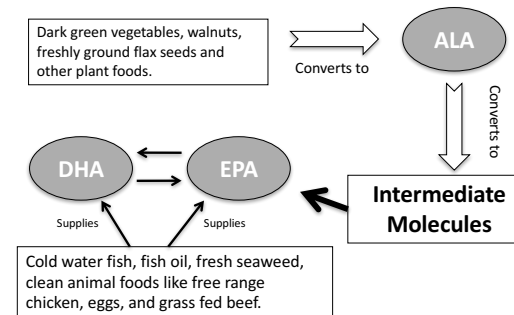 Dark green vegetables, walnuts,
freshly ground flax seeds and
other plant foods.
Converts to
ALA
Converts to
DHA
EPA
Supplies
Supplies
Intermediate
Molecules
Cold water fish, fish oil, fresh seaweed,
clean animal foods like free range
chicken, eggs, and grass fed beef.